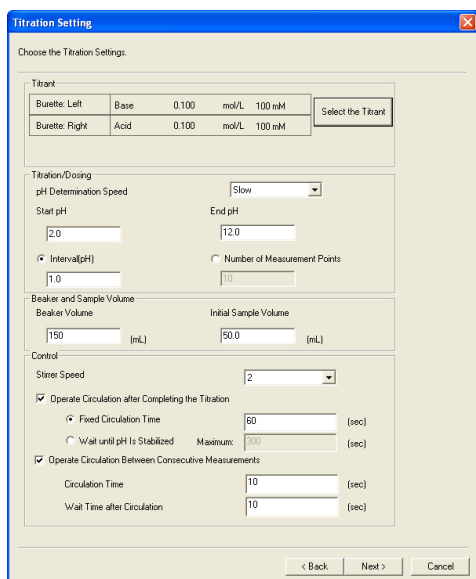 Titration Setting
Choose the Titration Settings.
Titrant
Burette: Left Base 0.100 mol/L 100 mM
Select the Titrant
Burette: Right Acid 0.100 mol/L 100 mM
Titration/Dosing
pH Determination Speed Slow
Start pH End pH
2.0 12.0
Interval(pH) Number of Measurement Points
1.0 10
Beaker and Sample Volume
Beaker Volume Initial Sample Volume
150 (mL) 50.0 (mL)
Control
Stirrer Speed 2
Operate Circulation after Completing the Titration
Fixed Circulation Time 60 (sec)
Wait until pH Is Stabilized Maximum: 300 (sec)
Operate Circulation Between Consecutive Measurements
Circulation Time 10 (sec)
Wait Time after Circulation 10 (sec)
< Back Next > Cancel